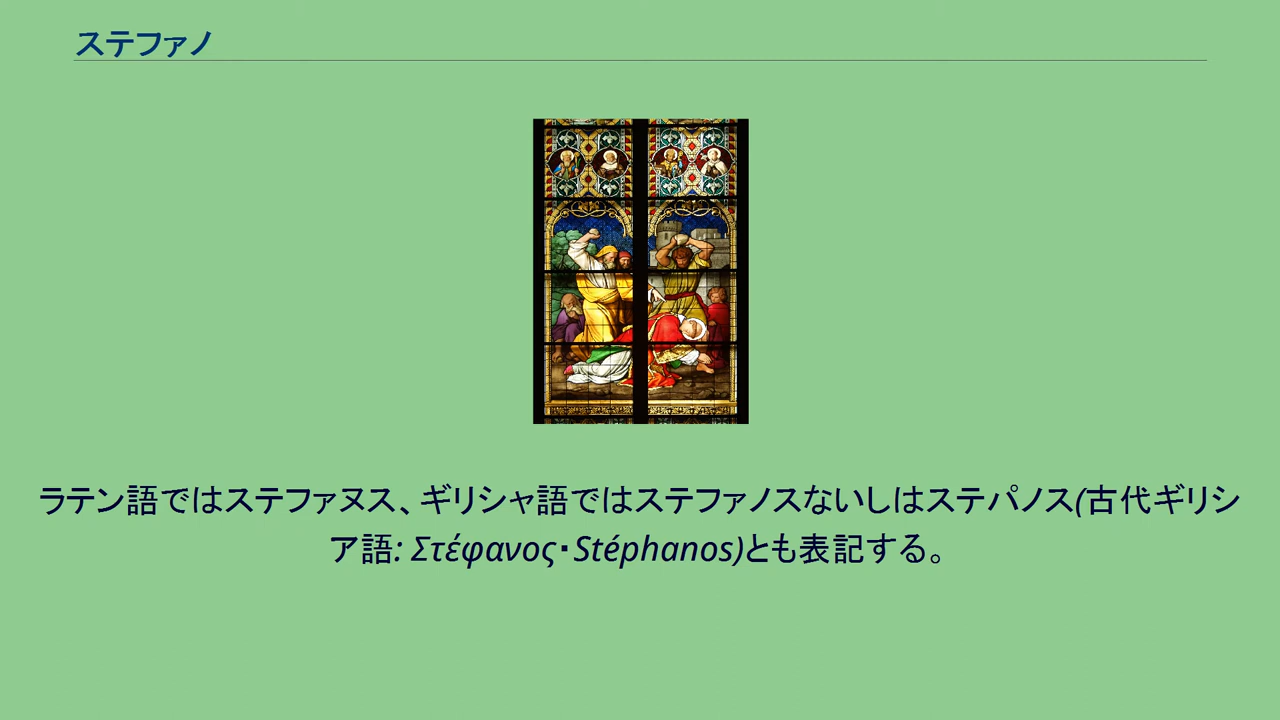 ステファノ
ラテン語ではステファヌス、ギリシャ語ではステファノスないしはステパノス(古代ギリシ
ア語: Στέφανος・Stéphanos)とも表記する。